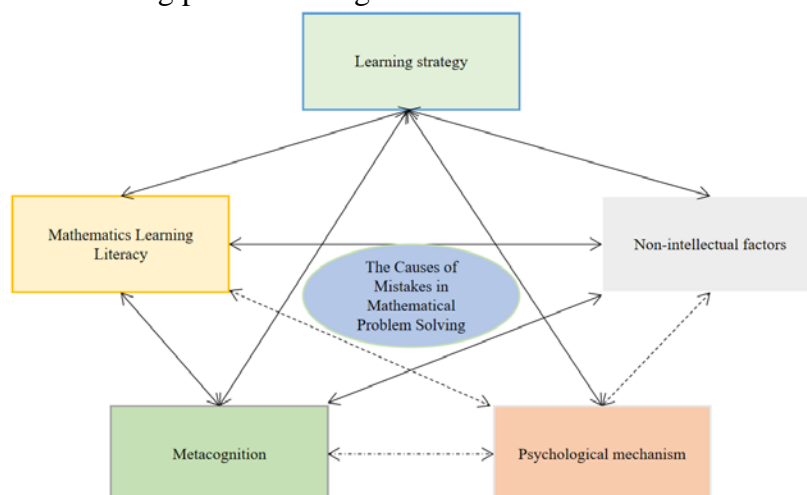 Learning strategy
Mathematics Learning
Literacy
Non-intellectual factors
The Causes of
Mistakes in
Mathematical
Problem Solving
Metacognition
Psychological mechanism